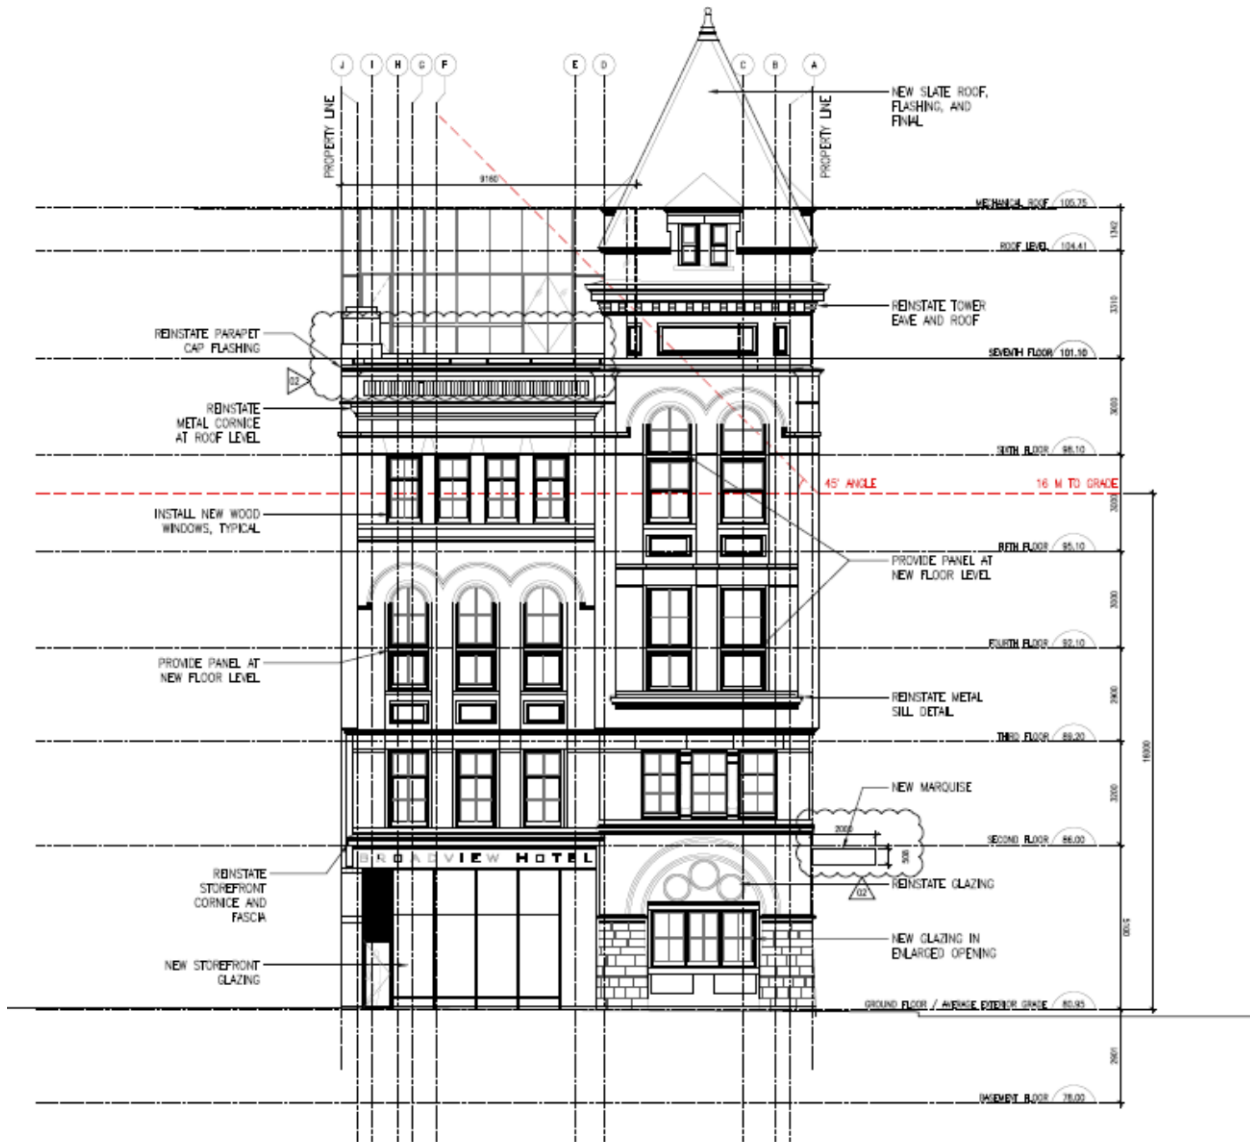 J I H G F E D C B A
PROPERTY LINE
PROPERTY LINE
NEW SLATE ROOF,
FLASHING, AND
FINIAL
9160
MECHANICAL ROOF 105.75
1342
ROOF LEVEL 104.41
3310
REINSTATE TOWER
EAVE AND ROOF
REINSTATE PARAPET
CAP FLASHING
SEVENTH FLOOR 101.10
02
REINSTATE
METAL CORNICE
AT ROOF LEVEL
3000
SIXTH FLOOR 98.10
45° ANGLE
16 M TO GRADE
3000
INSTALL NEW WOOD
WINDOWS, TYPICAL
FIFTH FLOOR 95.10
PROVIDE PANEL AT
NEW FLOOR LEVEL
3000
FOURTH FLOOR 92.10
PROVIDE PANEL AT
NEW FLOOR LEVEL
REINSTATE METAL
SILL DETAIL
2900
THIRD FLOOR 89.20
16000
NEW MARQUISE
3200
2000
SECOND FLOOR 86.00
508
BROADVIEW HOTEL
REINSTATE
STOREFRONT
CORNICE AND
FASCIA
02
REINSTATE GLAZING
NEW GLAZING IN
ENLARGED OPENING
NEW STOREFRONT
GLAZING
GROUND FLOOR / AVERAGE EXTERIOR GRADE 80.95
BASEMENT FLOOR 78.00